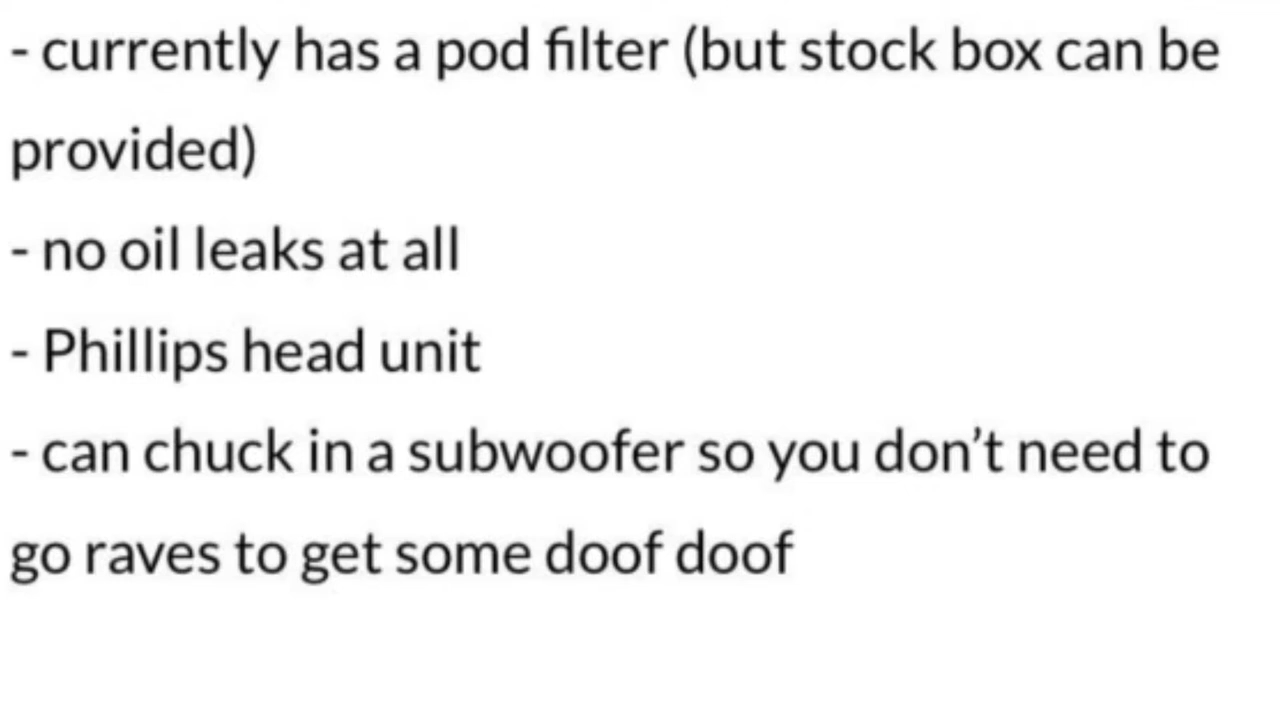 - currently has a pod filter (but stock box can be
provided)
- no oil leaks at all
- Phillips head unit
- can chuck in a subwoofer so you don’t need to
go raves to get some doof doof